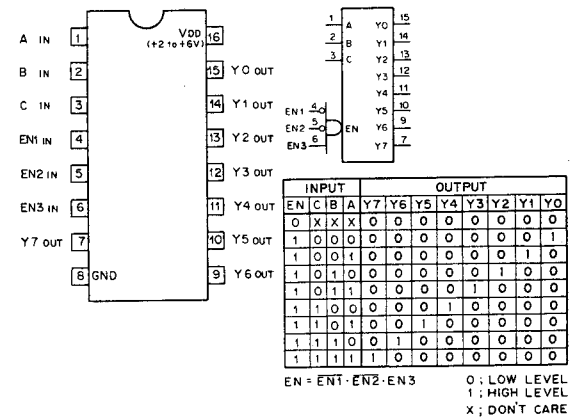 A IN 1
B IN 2
C IN 3
EN1 IN 4
EN2 IN 5
EN3 IN 6
Y7 OUT 7
8 GND
VDD 16
(+2 to +6V)
15 Y0 OUT
14 Y1 OUT
13 Y2 OUT
12 Y3 OUT
11 Y4 OUT
10 Y5 OUT
9 Y6 OUT
1 A Y0 15
2 B Y1 14
3 C Y2 13
Y3 12
Y4 11
EN1 4 Y5 10
EN2 5 EN Y6 9
EN3 6 Y7 7
INPUT OUTPUT
EN C B A Y7 Y6 Y5 Y4 Y3 Y2 Y1 Y0
0 X X X 0 0 0 0 0 0 0 0
1 0 0 0 0 0 0 0 0 0 0 1
1 0 0 1 0 0 0 0 0 0 1 0
1 0 1 0 0 0 0 0 0 1 0 0
1 0 1 1 0 0 0 0 1 0 0 0
1 1 0 0 0 0 0 1 0 0 0 0
1 1 0 1 0 0 1 0 0 0 0 0
1 1 1 0 0 1 0 0 0 0 0 0
1 1 1 1 1 0 0 0 0 0 0 0
EN = E̅N̅1̅ · E̅N̅2̅ · EN3
0 ; LOW LEVEL
1 ; HIGH LEVEL
X ; DON'T CARE